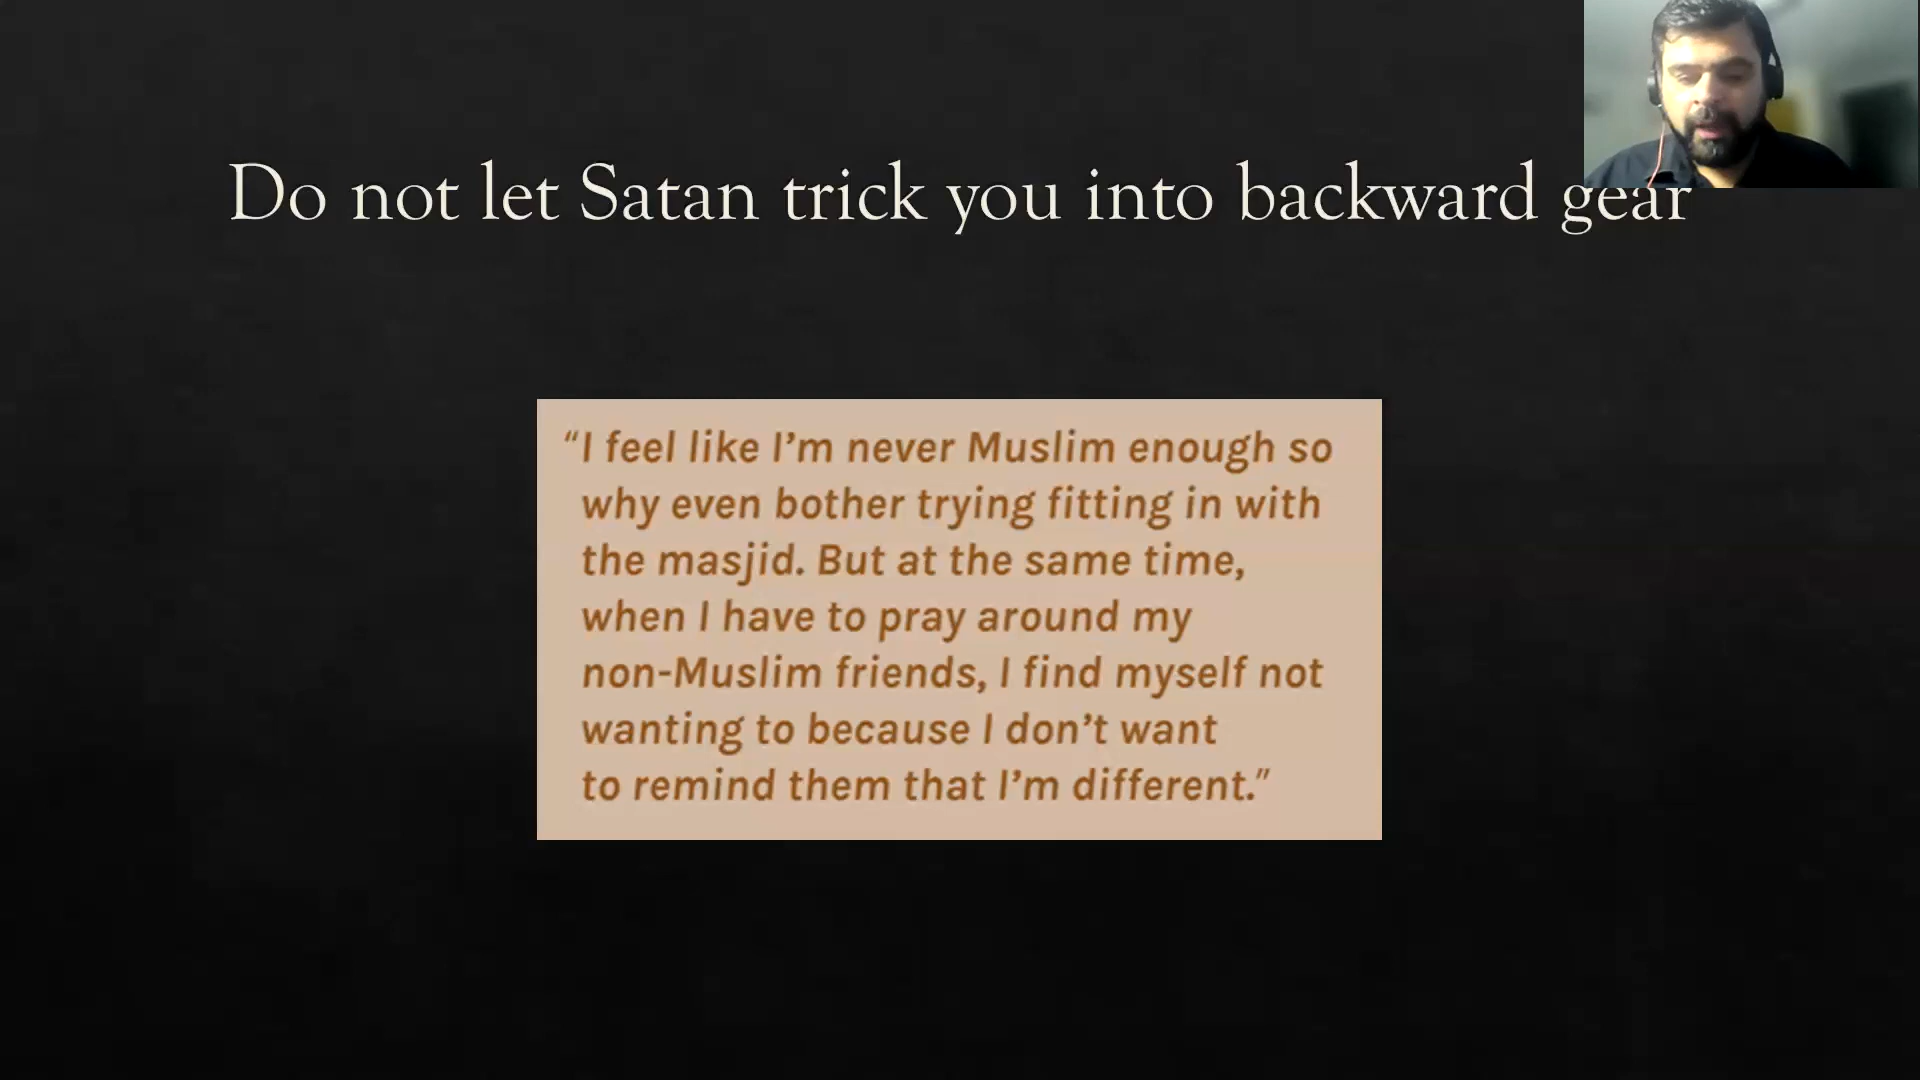 Do not let Satan trick you into backward gear
“I feel like I’m never Muslim enough so
why even bother trying fitting in with
the masjid. But at the same time,
when I have to pray around my
non-Muslim friends, I find myself not
wanting to because I don’t want
to remind them that I’m different.”